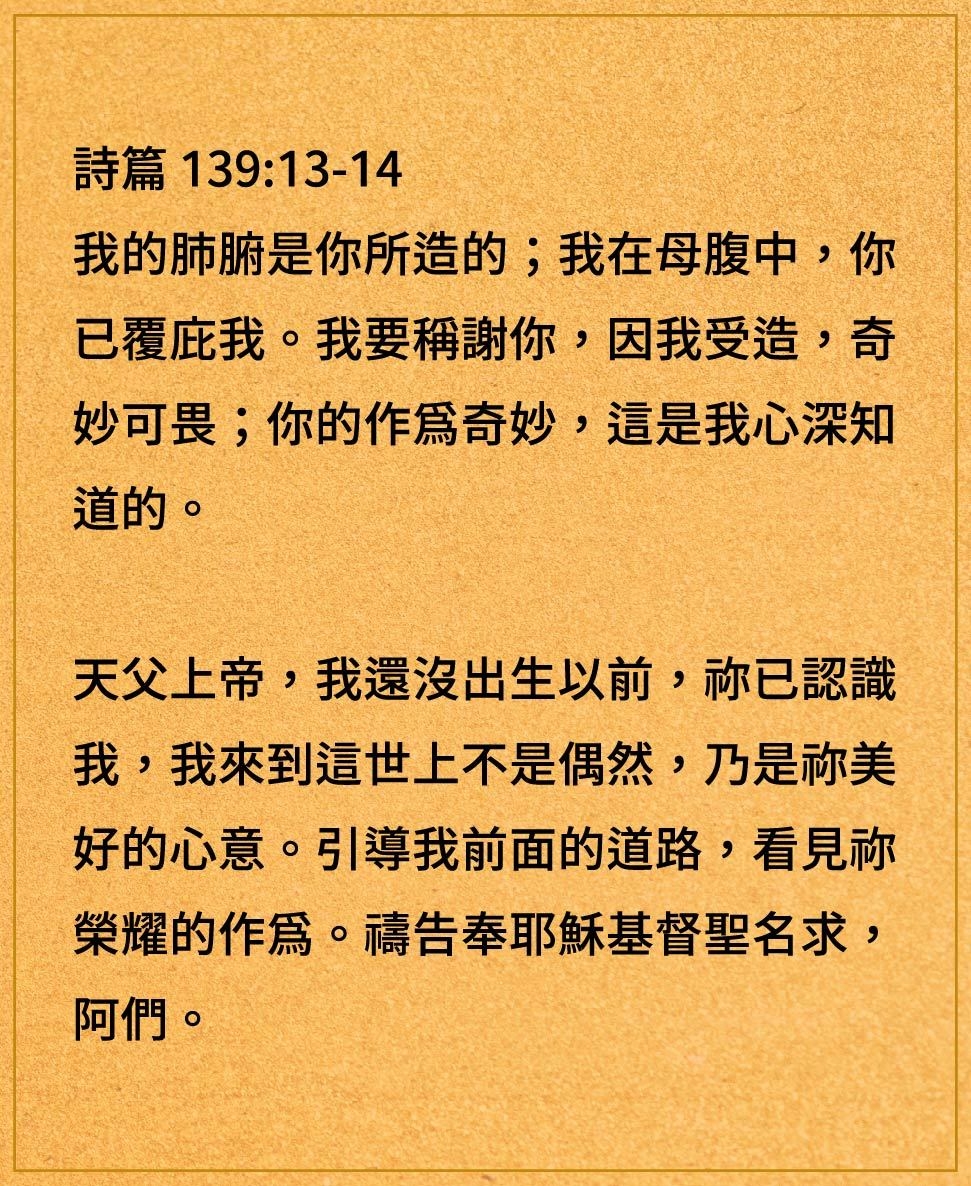 詩篇 139:13-14
我的肺腑是你所造的；我在母腹中，你
已覆庇我。我要稱謝你，因我受造，奇
妙可畏；你的作爲奇妙，這是我心深知
道的。
天父上帝，我還沒出生以前，祢已認識
我，我來到這世上不是偶然，乃是祢美
好的心意。引導我前面的道路，看見祢
榮耀的作爲。禱告奉耶穌基督聖名求，
阿們。